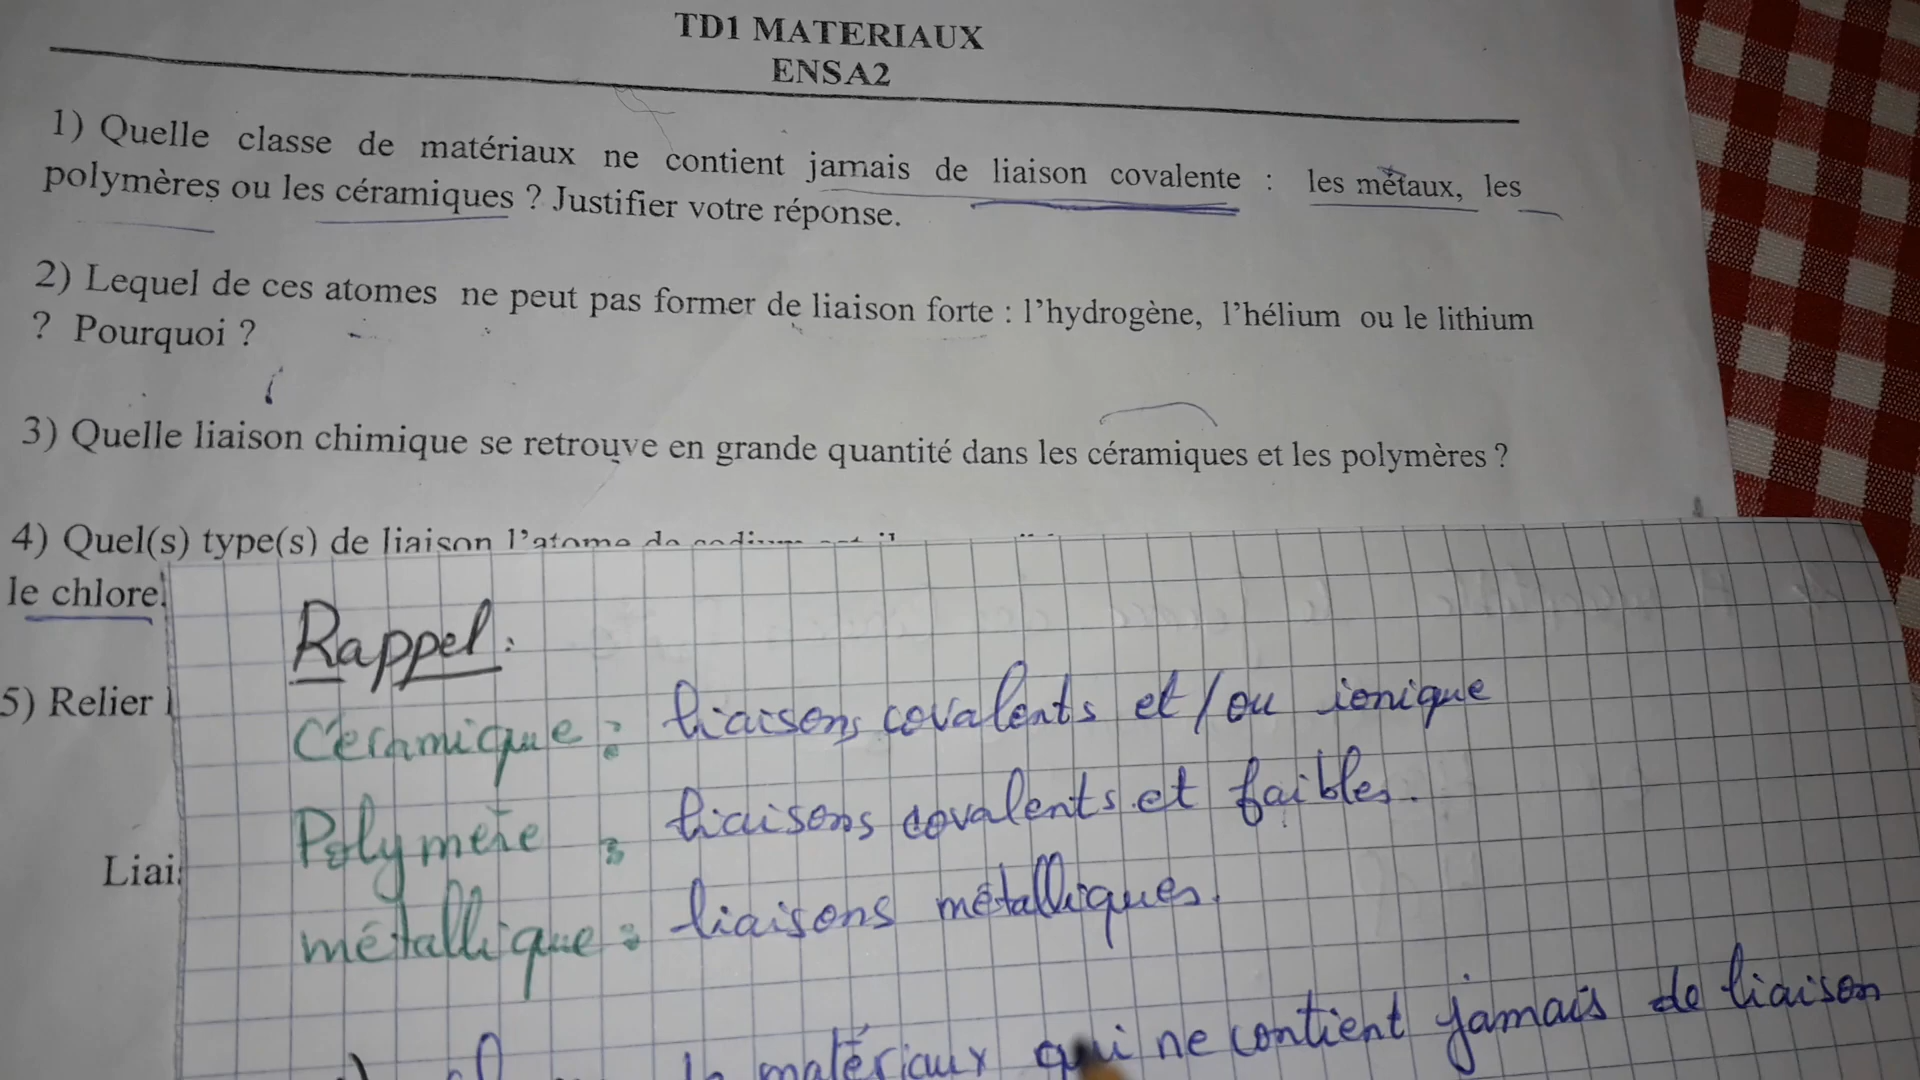 TD1 MATERIAUX
ENSA2
1) Quelle classe de matériaux ne contient jamais de liaison covalente : les métaux, les
polymères ou les céramiques ? Justifier votre réponse.
2) Lequel de ces atomes ne peut pas former de liaison forte : l'hydrogène, l'hélium ou le lithium
? Pourquoi ?
3) Quelle liaison chimique se retrouve en grande quantité dans les céramiques et les polymères ?
4) Quel(s) type(s) de liaison l'atome de
le chlore
5) Relier
Rappel:
Céramique : liaisons covalents et/ou ionique
Polymère : liaisons covalents et faibles.
Liai
métallique : liaisons métalliques.
matériaux qui ne contient jamais de liaison